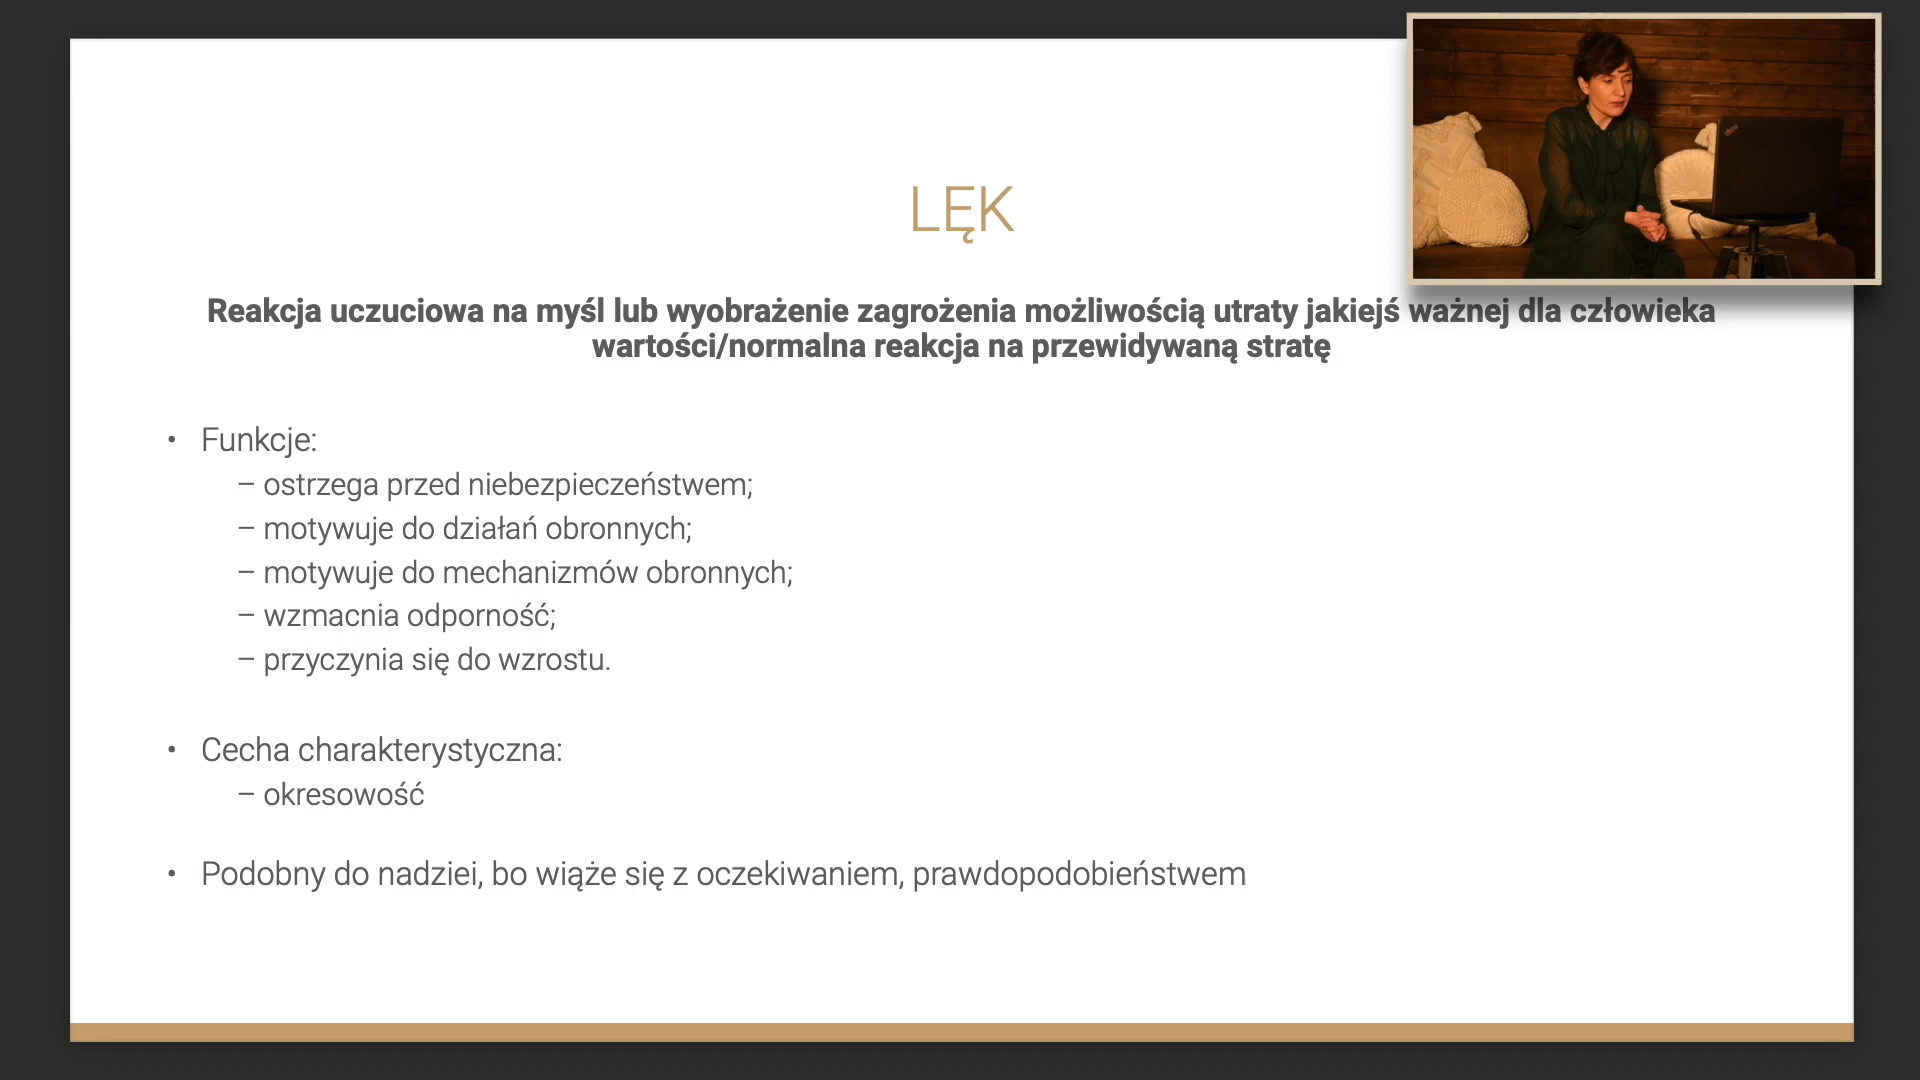 LĘK
Reakcja uczuciowa na myśl lub wyobrażenie zagrożenia możliwością utraty jakiejś ważnej dla człowieka
wartości/normalna reakcja na przewidywaną stratę
• Funkcje:
– ostrzega przed niebezpieczeństwem;
– motywuje do działań obronnych;
– motywuje do mechanizmów obronnych;
– wzmacnia odporność;
– przyczynia się do wzrostu.
• Cecha charakterystyczna:
– okresowość
• Podobny do nadziei, bo wiąże się z oczekiwaniem, prawdopodobieństwem